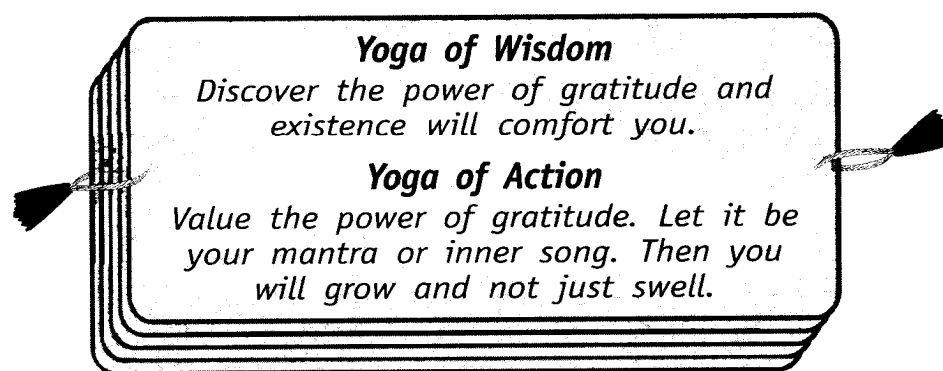 Yoga of Wisdom
Discover the power of gratitude and
existence will comfort you.
Yoga of Action
Value the power of gratitude. Let it be
your mantra or inner song. Then you
will grow and not just swell.